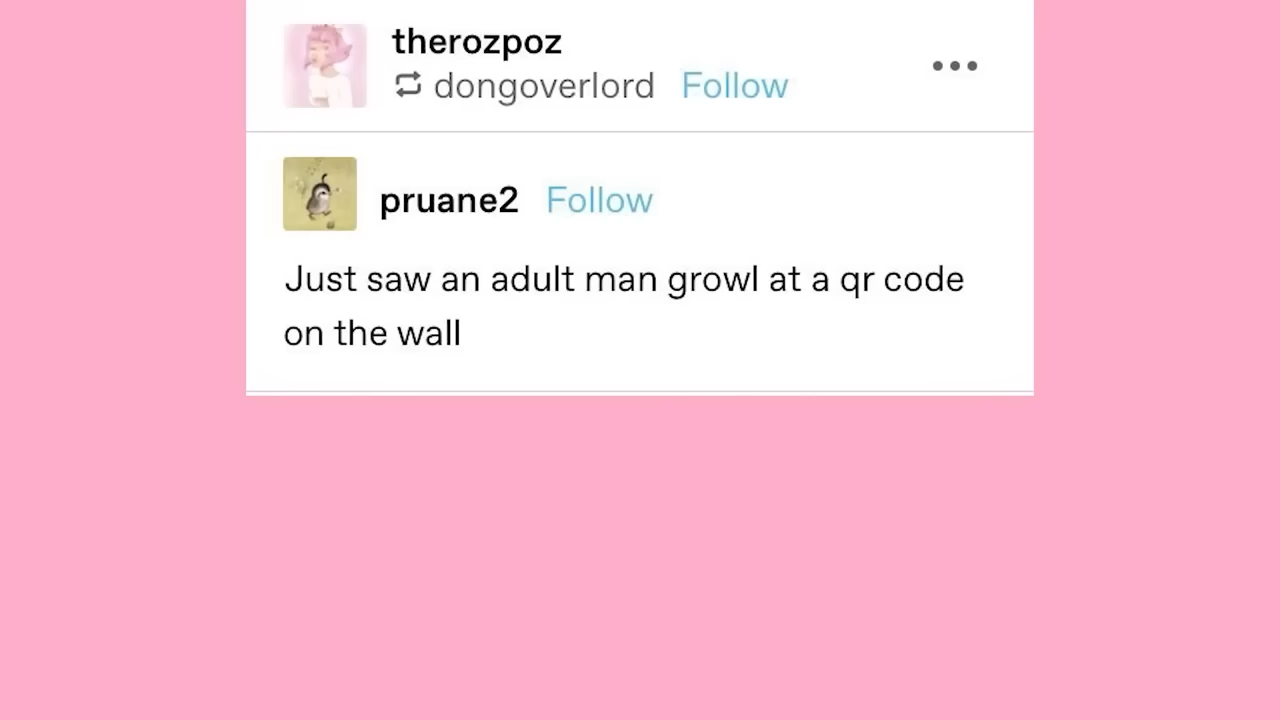 therozpoz
dongoverlord Follow
pruane2 Follow
Just saw an adult man growl at a qr code
on the wall